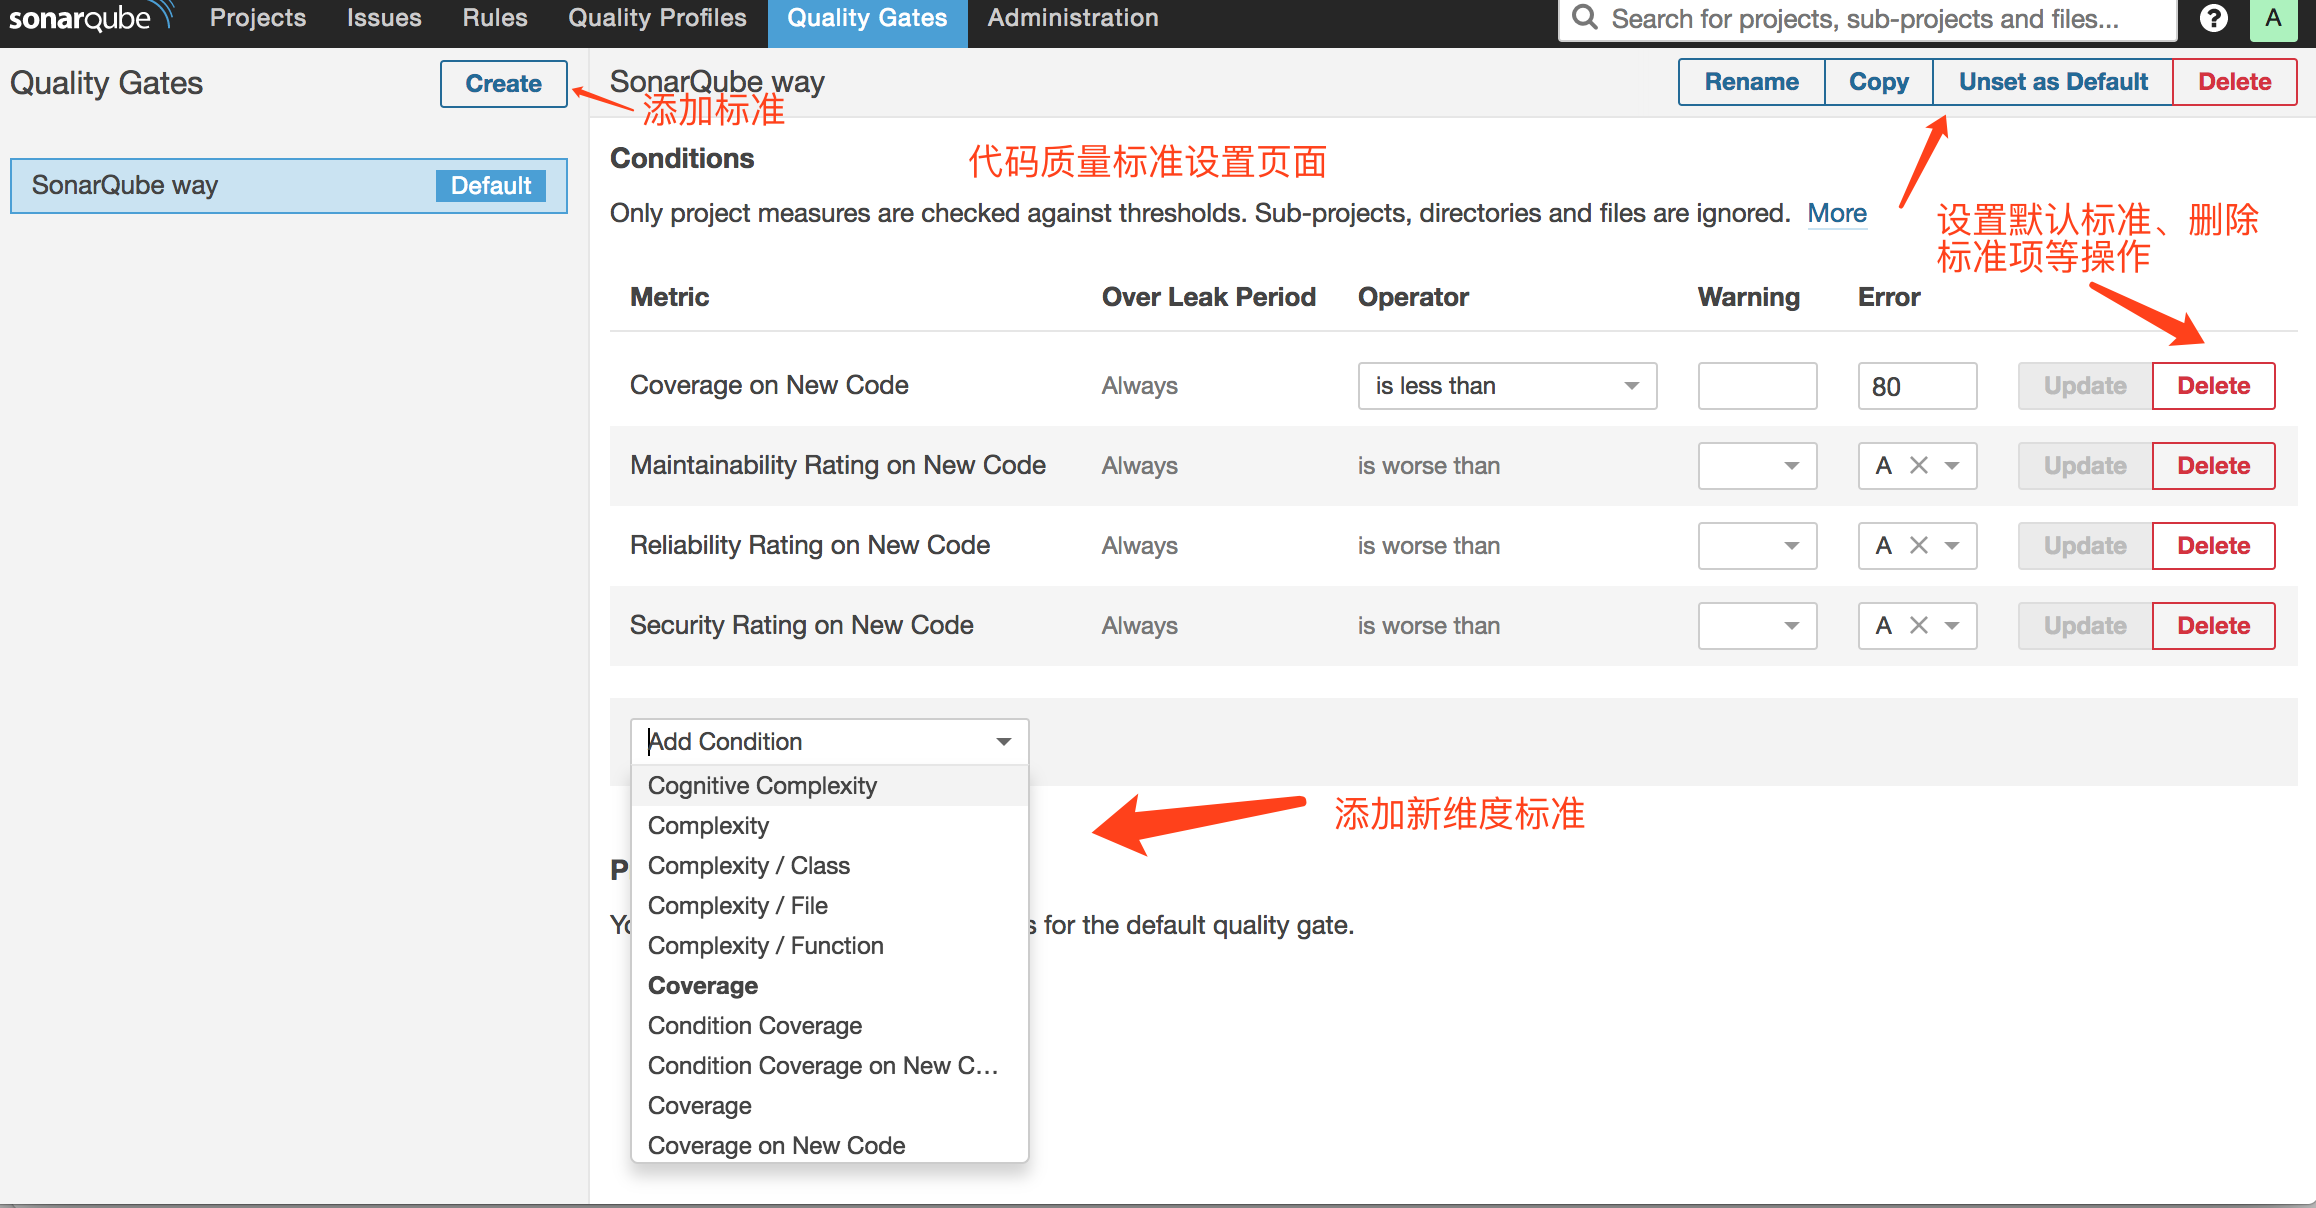 sonarqube Projects Issues Rules Quality Profiles Quality Gates Administration Search for projects, sub-projects and files... ? A
Quality Gates Create
添加标准
SonarQube way Rename Copy Unset as Default Delete
SonarQube way Default
Conditions
代码质量标准设置页面
Only project measures are checked against thresholds. Sub-projects, directories and files are ignored. More
设置默认标准、删除
标准项等操作
Metric Over Leak Period Operator Warning Error
Coverage on New Code Always is less than 80 Update Delete
Maintainability Rating on New Code Always is worse than A Update Delete
Reliability Rating on New Code Always is worse than A Update Delete
Security Rating on New Code Always is worse than A Update Delete
Add Condition
Cognitive Complexity
添加新维度标准
Complexity
Complexity / Class
Complexity / File
for the default quality gate.
Complexity / Function
Coverage
Condition Coverage
Condition Coverage on New C...
Coverage
Coverage on New Code